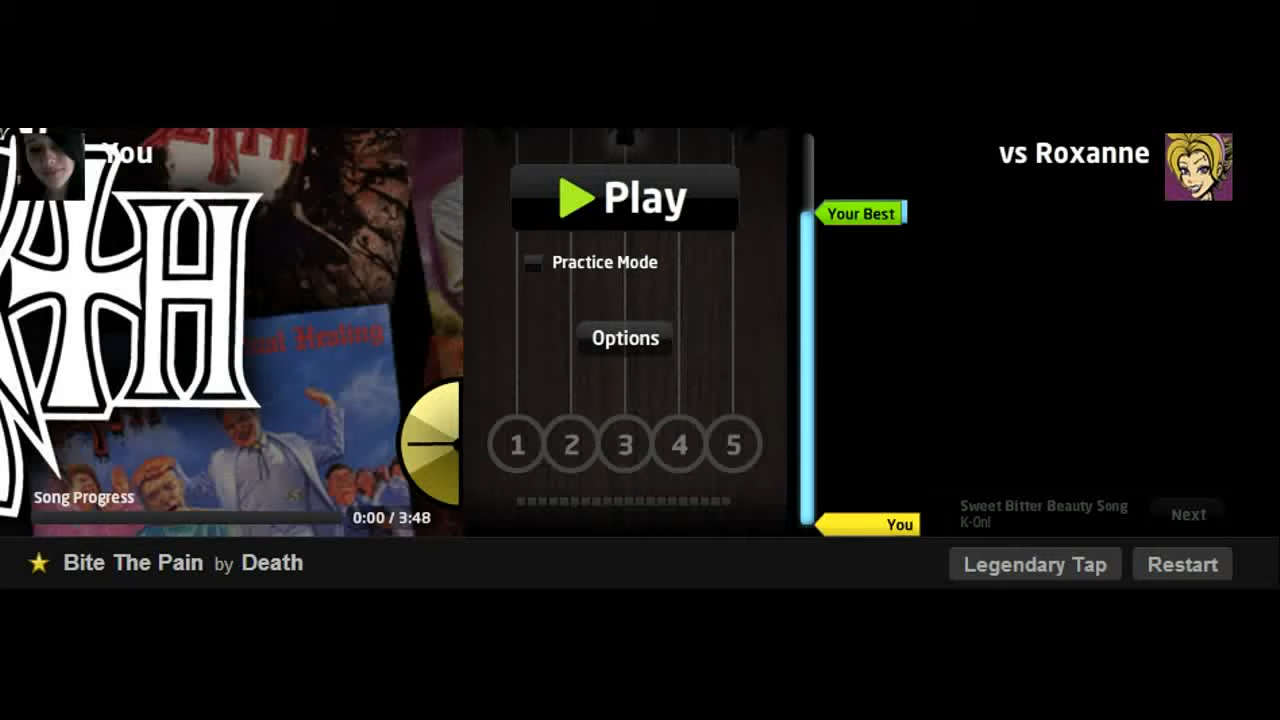 You
vs Roxanne
Play
Your Best
Practice Mode
Options
Healing
1 2 3 4 5
Song Progress
0:00 / 3:48
You
Sweet Bitter Beauty Song
K-On!
Next
Bite The Pain by Death
Legendary Tap
Restart